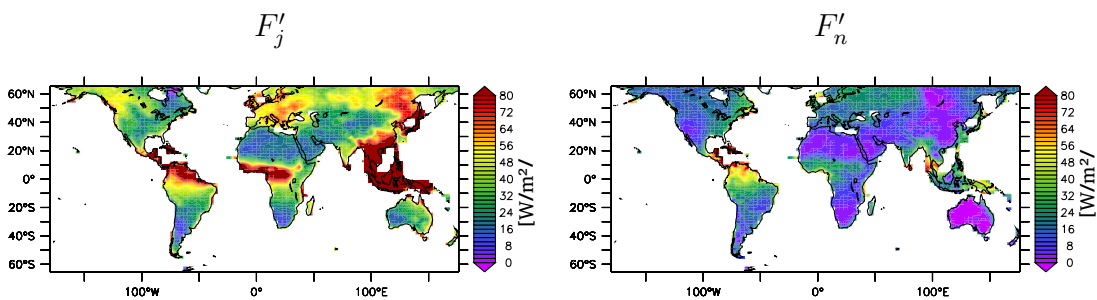 F′j F′n
60°N 80 60°N 80
72 72
40°N 64 40°N 64
20°N 56 20°N 56
48 48
0° 40 0° 40
32 32
20°S 24 20°S 24
40°S 16 40°S 16
8 8
60°S 0 60°S 0
[W/m²/ [W/m²/
100°W 0° 100°E 100°W 0° 100°E